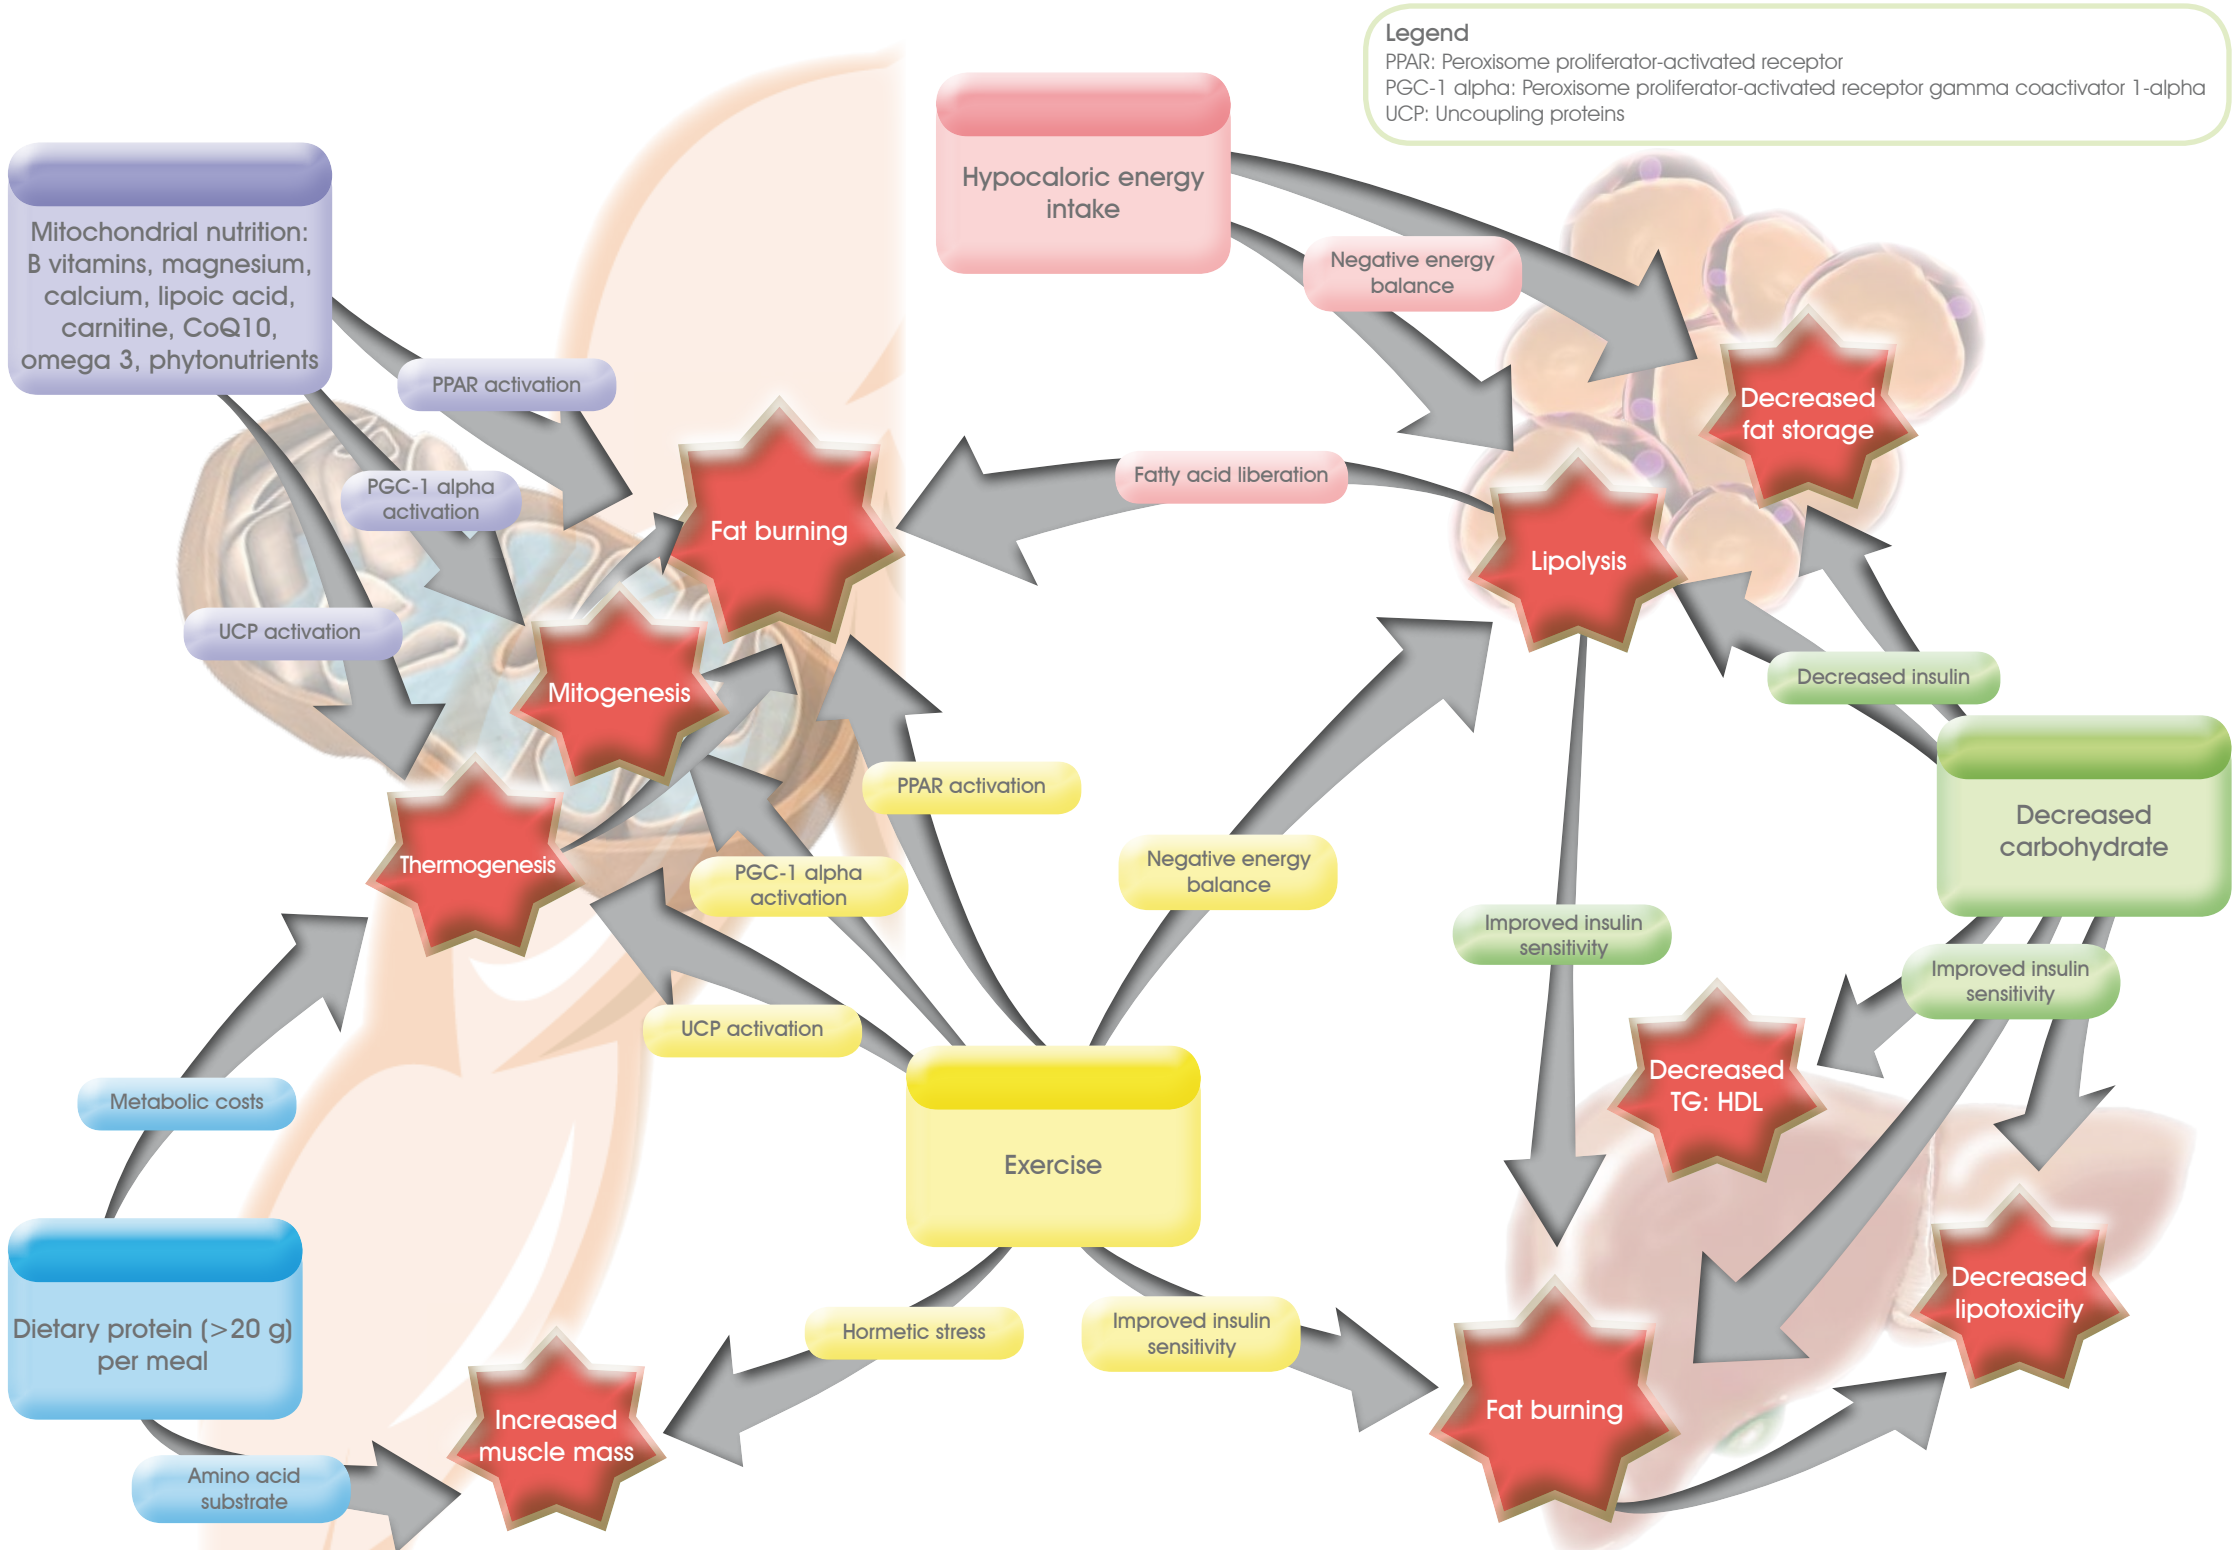 Legend
PPAR: Peroxisome proliferator-activated receptor
PGC-1 alpha: Peroxisome proliferator-activated receptor gamma coactivator 1-alpha
UCP: Uncoupling proteins
Hypocaloric energy
intake
Mitochondrial nutrition:
B vitamins, magnesium,
calcium, lipoic acid,
carnitine, CoQ10,
omega 3, phytonutrients
Negative energy
balance
PPAR activation
Decreased
fat storage
PGC-1 alpha
activation
Fatty acid liberation
Fat burning
Lipolysis
UCP activation
Mitogenesis
Decreased insulin
PPAR activation
Decreased
carbohydrate
Thermogenesis
PGC-1 alpha
activation
Negative energy
balance
Improved insulin
sensitivity
Improved insulin
sensitivity
UCP activation
Decreased
TG: HDL
Metabolic costs
Exercise
Decreased
lipotoxicity
Dietary protein (>20 g)
per meal
Hormetic stress
Improved insulin
sensitivity
Increased
muscle mass
Fat burning
Amino acid
substrate